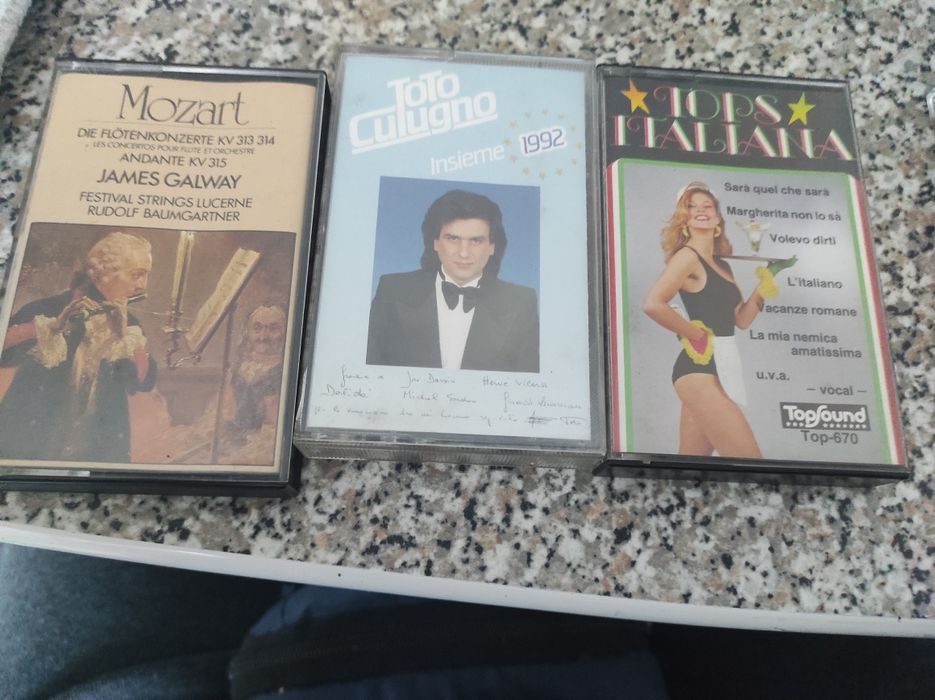 Mozart
DIE FLÖTENKONZERTE KV 313 314
LES CONCERTOS POUR FLUTE ET ORCHESTRE
ANDANTE KV 315
JAMES GALWAY
FESTIVAL STRINGS LUCERNE
RUDOLF BAUMGARTNER
ToTo
CuTugno
Insieme 1992
TOPS
ITALIANA
Sarà quel che sarà
Margherita non lo sà
Volevo dirti
L'italiano
Vacanze romane
La mia nemica
amatissima
u.v.a.
- vocal -
TopSound
Top-670